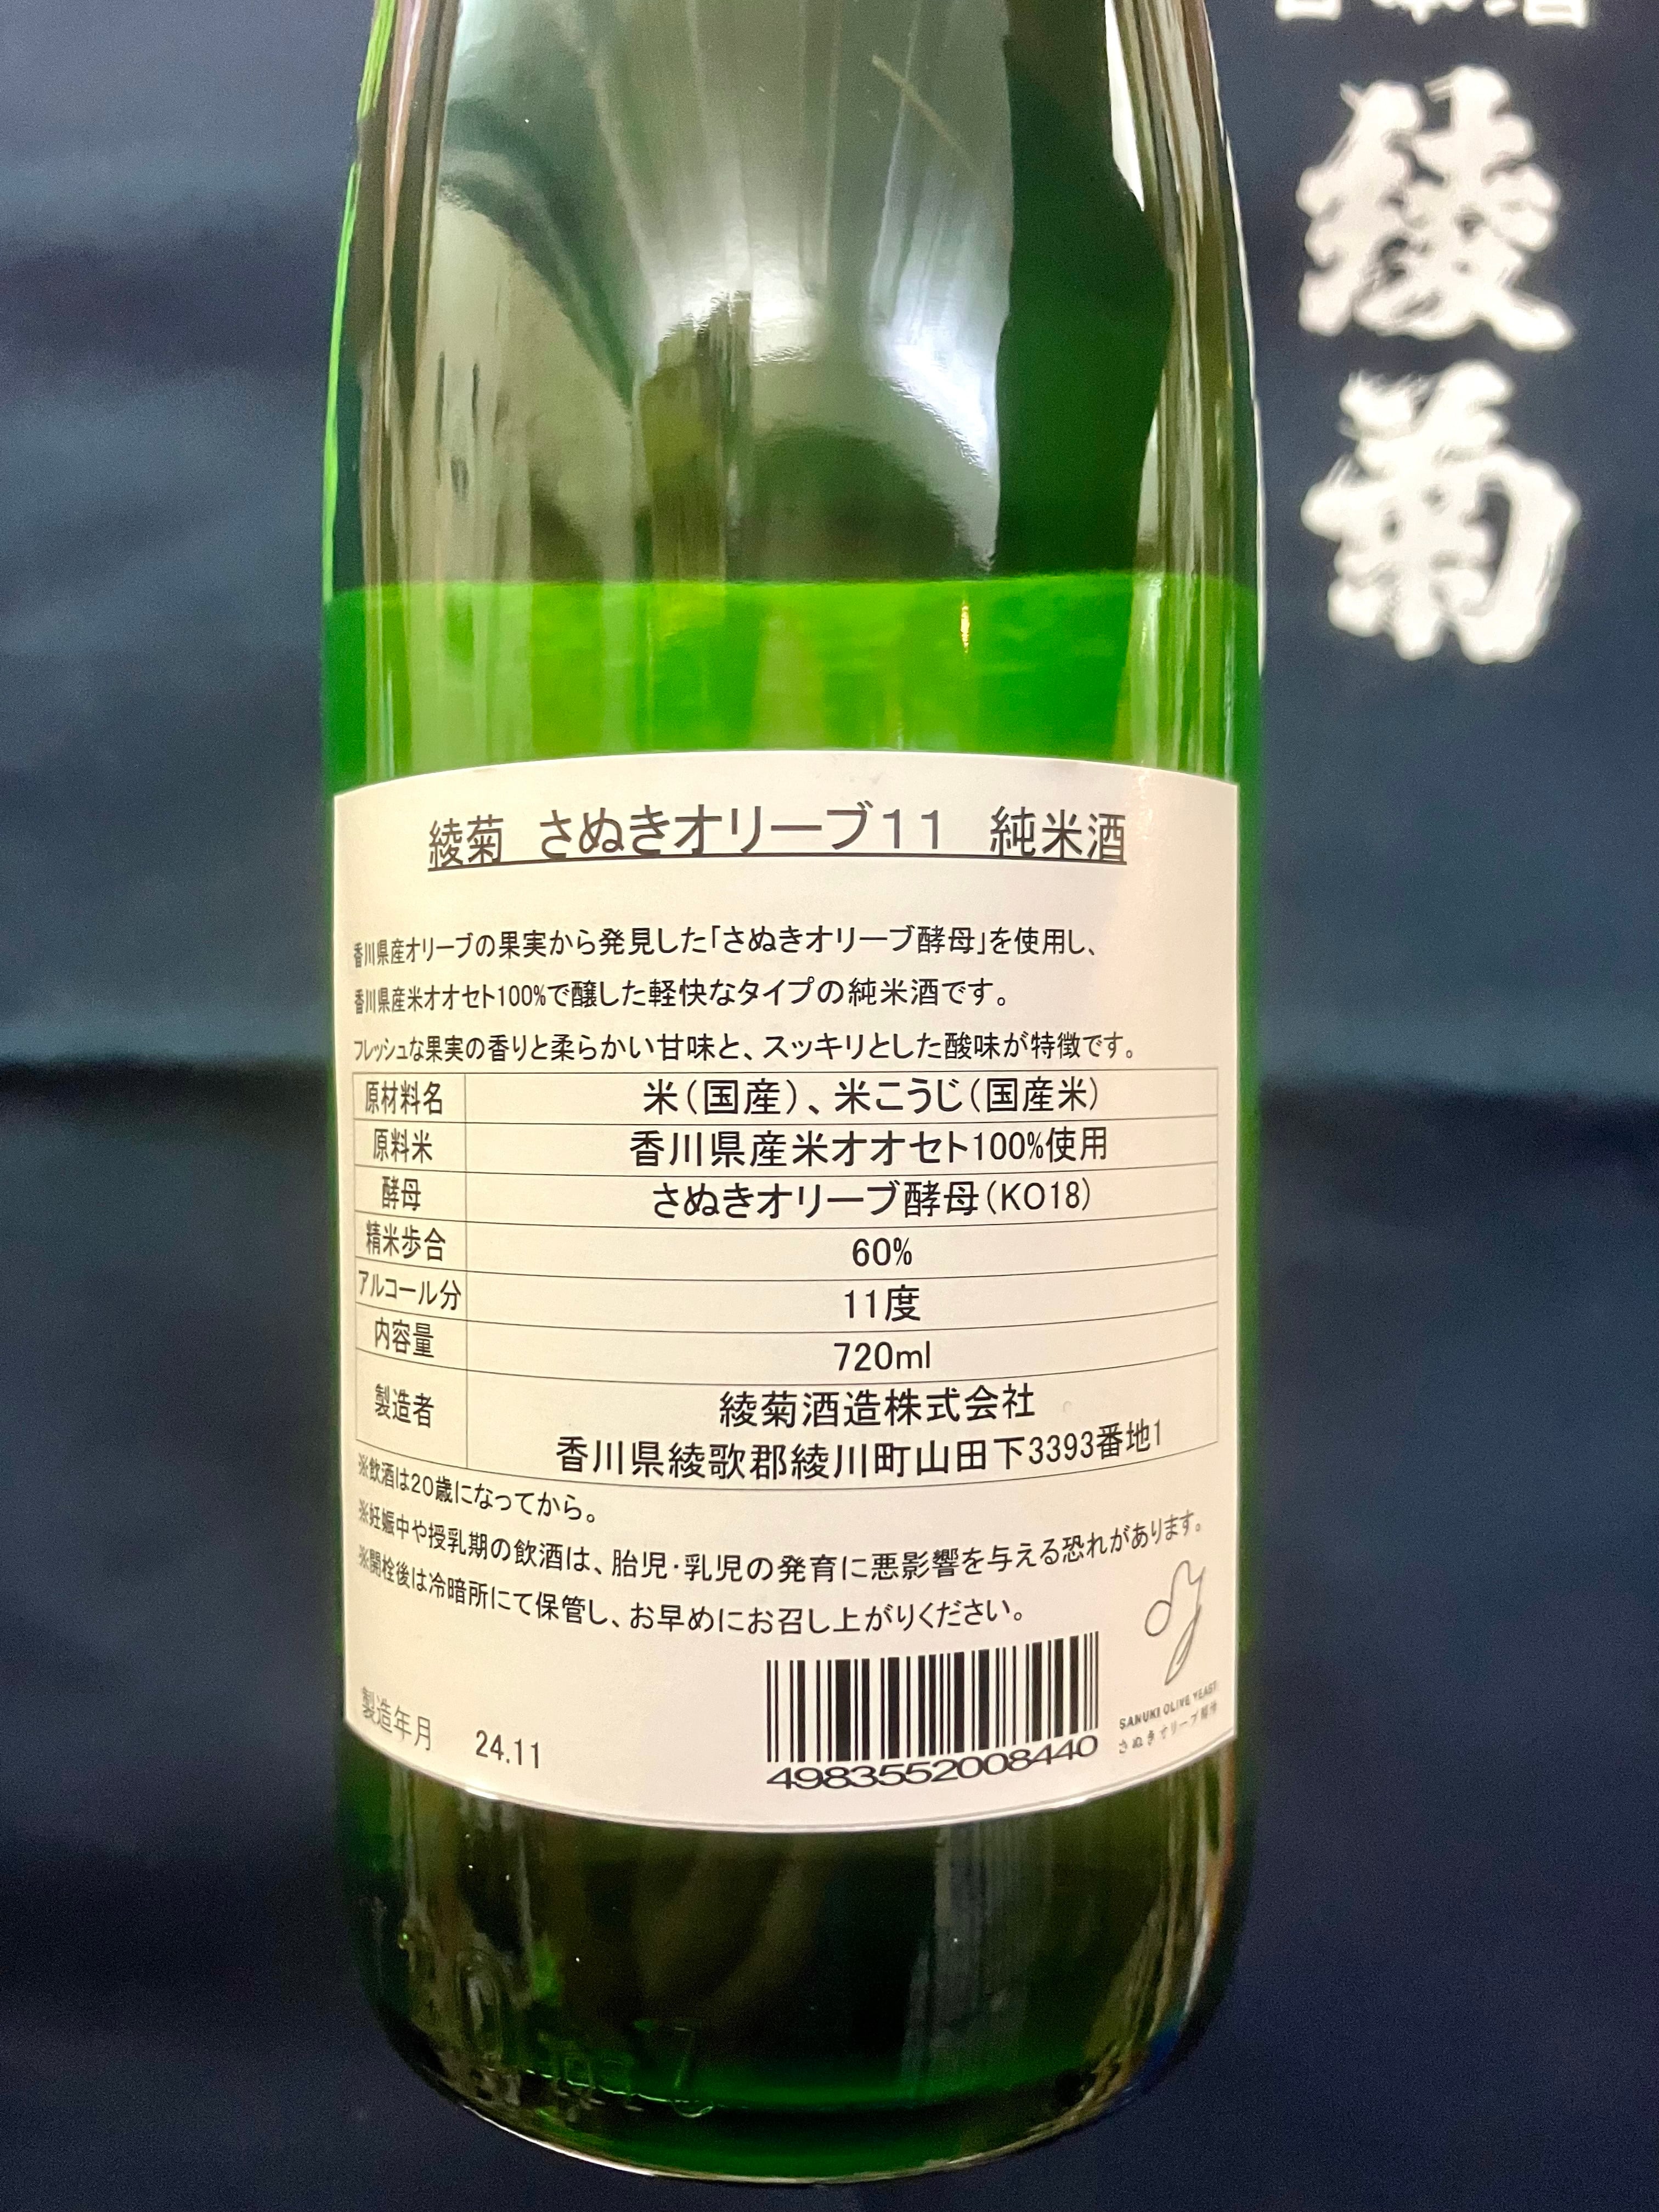 綾菊
綾菊 さぬきオリーブ11 純米酒
香川県産オリーブの果実から発見した「さぬきオリーブ酵母」を使用し、
香川県産米オオセト100%で醸した軽快なタイプの純米酒です。
フレッシュな果実の香りと柔らかい甘味と、スッキリとした酸味が特徴です。
原材料名 米(国産)、米こうじ(国産米)
原料米 香川県産米オオセト100%使用
酵母 さぬきオリーブ酵母(KO18)
精米歩合 60%
アルコール分 11度
内容量 720ml
製造者 綾菊酒造株式会社
香川県綾歌郡綾川町山田下3393番地1
※飲酒は20歳になってから。
※妊娠中や授乳期の飲酒は、胎児・乳児の発育に悪影響を与える恐れがあります。
※開栓後は冷暗所にて保管し、お早めにお召し上がりください。
製造年月 24.11
4983552008440
SANUKI OLIVE YEAST
さぬきオリーブ酵母